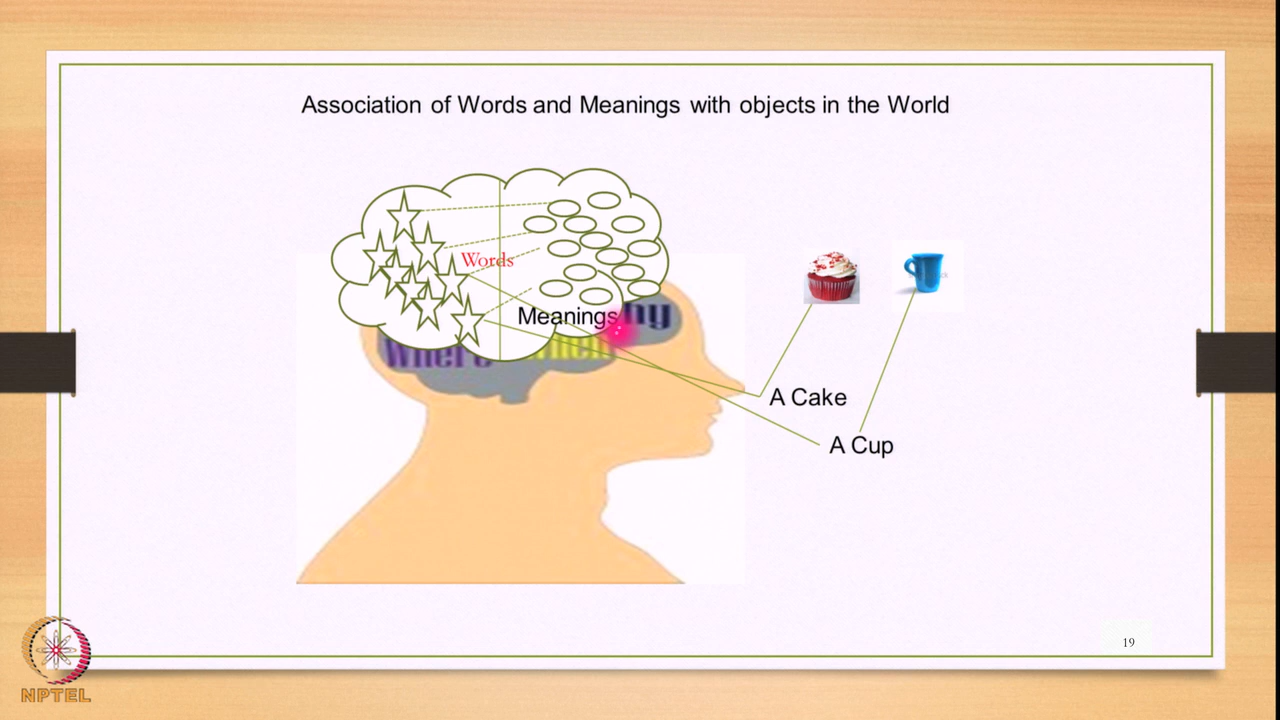 Association of Words and Meanings with objects in the World
Words
Meanings
A Cake
A Cup
19
NPTEL